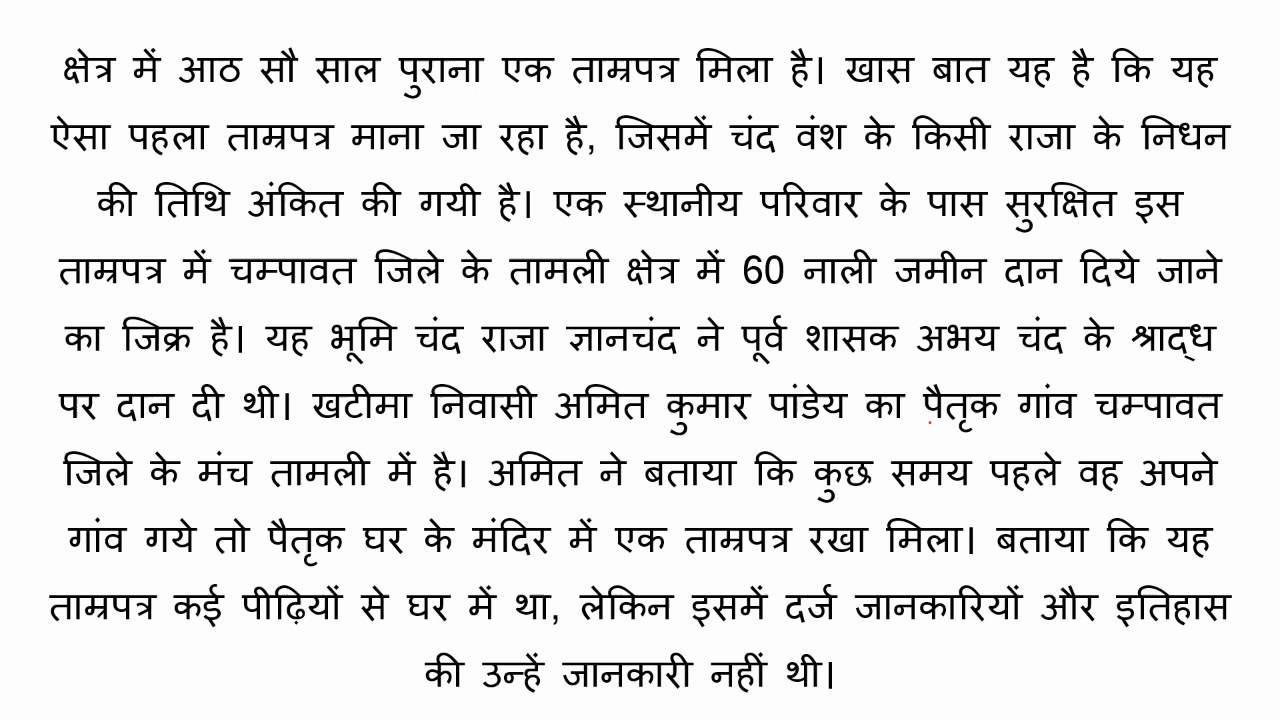 क्षेत्र में आठ सौ साल पुराना एक ताम्रपत्र मिला है। खास बात यह है कि यह
ऐसा पहला ताम्रपत्र माना जा रहा है, जिसमें चंद वंश के किसी राजा के निधन
की तिथि अंकित की गयी है। एक स्थानीय परिवार के पास सुरक्षित इस
ताम्रपत्र में चम्पावत जिले के तामली क्षेत्र में 60 नाली जमीन दान दिये जाने
का जिक्र है। यह भूमि चंद राजा ज्ञानचंद ने पूर्व शासक अभय चंद के श्राद्ध
पर दान दी थी। खटीमा निवासी अमित कुमार पांडेय का पैतृक गांव चम्पावत
जिले के मंच तामली में है। अमित ने बताया कि कुछ समय पहले वह अपने
गांव गये तो पैतृक घर के मंदिर में एक ताम्रपत्र रखा मिला। बताया कि यह
ताम्रपत्र कई पीढ़ियों से घर में था, लेकिन इसमें दर्ज जानकारियों और इतिहास
की उन्हें जानकारी नहीं थी।